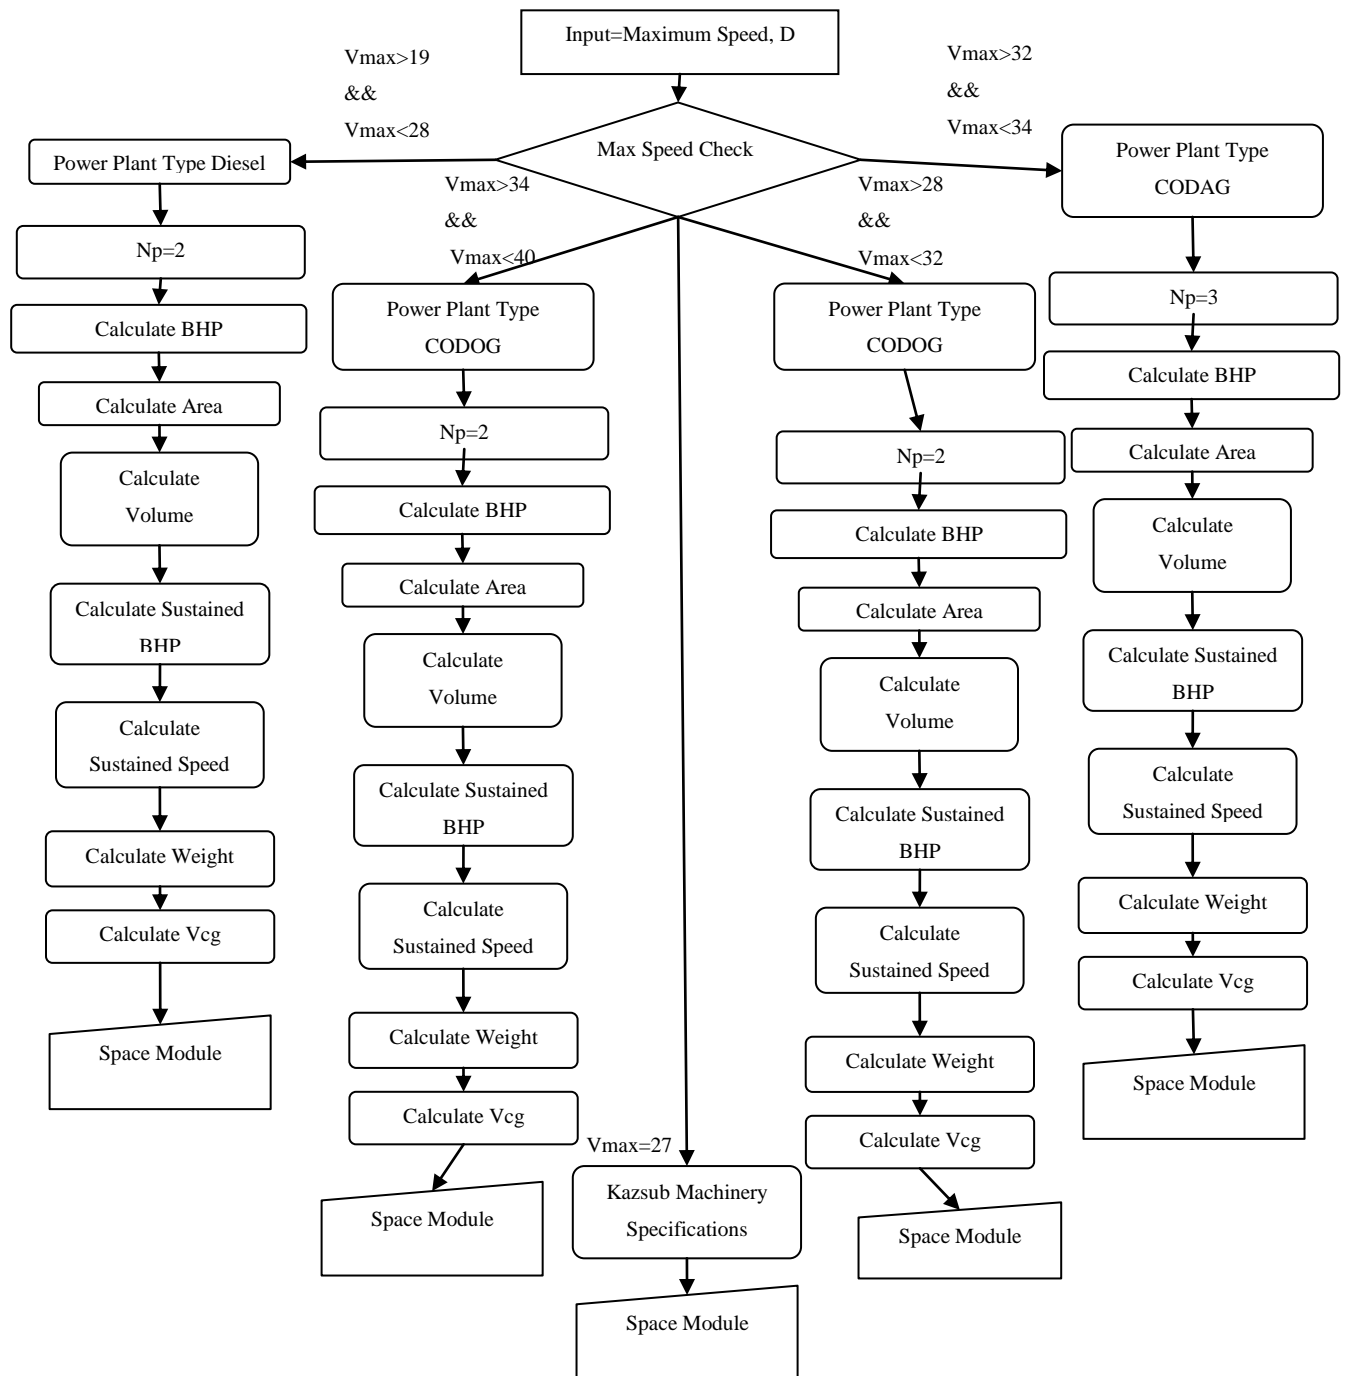 Input=Maximum Speed, D
Max Speed Check
Vmax>19
&&
Vmax<28
Power Plant Type Diesel
Np=2
Calculate BHP
Calculate Area
Calculate
Volume
Calculate Sustained
BHP
Calculate
Sustained Speed
Calculate Weight
Calculate Vcg
Space Module
Vmax>34
&&
Vmax<40
Power Plant Type
CODOG
Np=2
Calculate BHP
Calculate Area
Calculate
Volume
Calculate Sustained
BHP
Calculate
Sustained Speed
Calculate Weight
Calculate Vcg
Space Module
Vmax=27
Kazsub Machinery
Specifications
Space Module
Vmax>28
&&
Vmax<32
Power Plant Type
CODOG
Np=2
Calculate BHP
Calculate Area
Calculate
Volume
Calculate Sustained
BHP
Calculate
Sustained Speed
Calculate Weight
Calculate Vcg
Space Module
Vmax>32
&&
Vmax<34
Power Plant Type
CODAG
Np=3
Calculate BHP
Calculate Area
Calculate
Volume
Calculate Sustained
BHP
Calculate
Sustained Speed
Calculate Weight
Calculate Vcg
Space Module